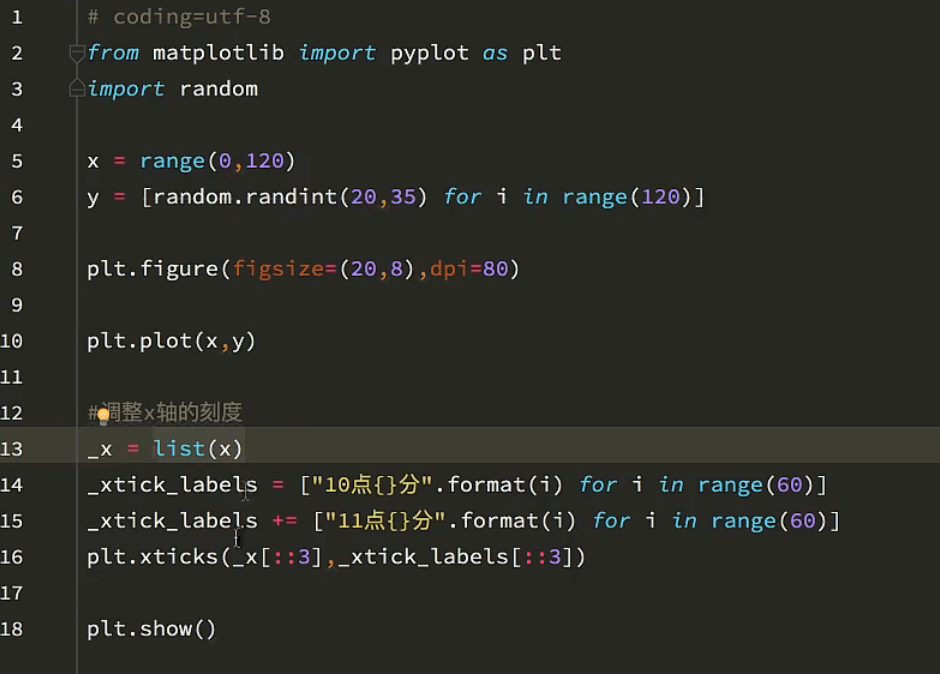 1 # coding=utf-8
2 from matplotlib import pyplot as plt
3 import random
4
5 x = range(0,120)
6 y = [random.randint(20,35) for i in range(120)]
7
8 plt.figure(figsize=(20,8),dpi=80)
9
10 plt.plot(x,y)
11
12 #调整x轴的刻度
13 _x = list(x)
14 _xtick_labels = ["10点{}分".format(i) for i in range(60)]
15 _xtick_labels += ["11点{}分".format(i) for i in range(60)]
16 plt.xticks(_x[::3],_xtick_labels[::3])
17
18 plt.show()